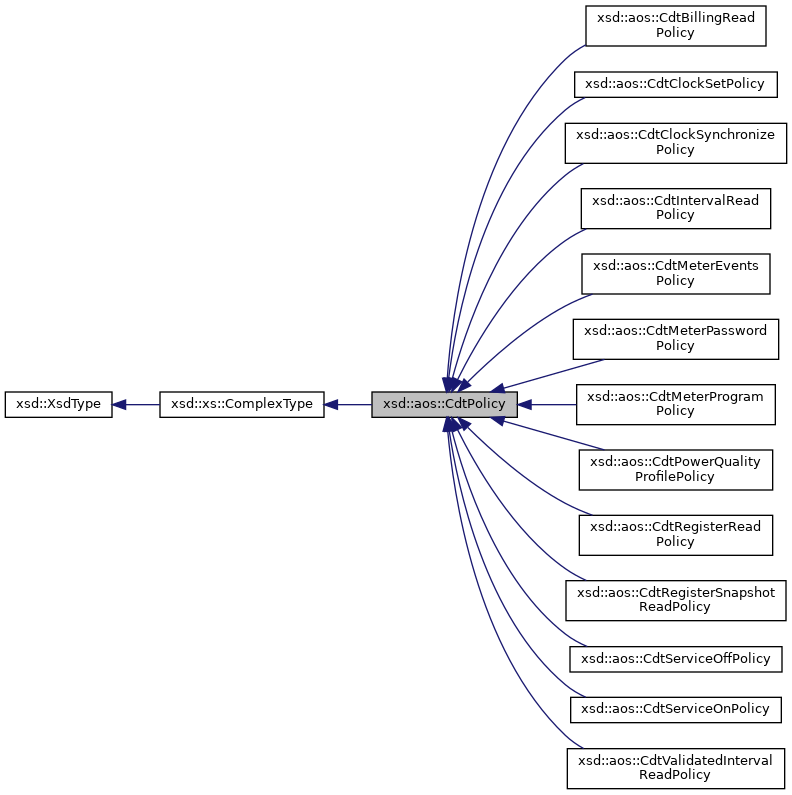 xsd::aos::CdtBillingRead
Policy
xsd::aos::CdtClockSetPolicy
xsd::aos::CdtClockSynchronize
Policy
xsd::aos::CdtIntervalRead
Policy
xsd::aos::CdtMeterEvents
Policy
xsd::aos::CdtMeterPassword
Policy
xsd::XsdType
xsd::xs::ComplexType
xsd::aos::CdtPolicy
xsd::aos::CdtMeterProgram
Policy
xsd::aos::CdtPowerQuality
ProfilePolicy
xsd::aos::CdtRegisterRead
Policy
xsd::aos::CdtRegisterSnapshot
ReadPolicy
xsd::aos::CdtServiceOffPolicy
xsd::aos::CdtServiceOnPolicy
xsd::aos::CdtValidatedInterval
ReadPolicy